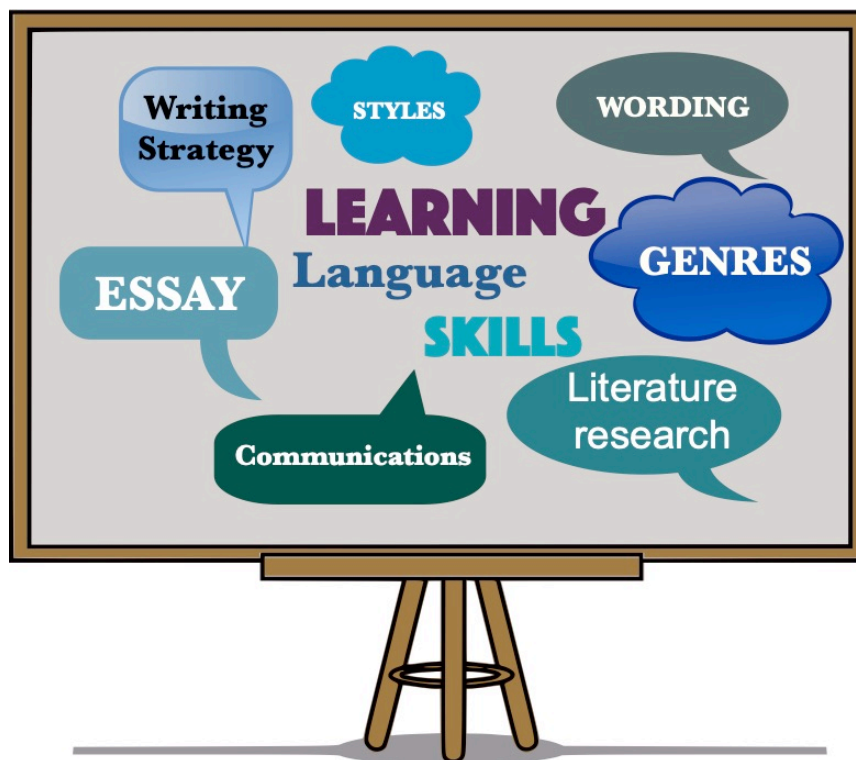 Writing
Strategy
STYLES
WORDING
LEARNING
Language
SKILLS
ESSAY
GENRES
Communications
Literature
research